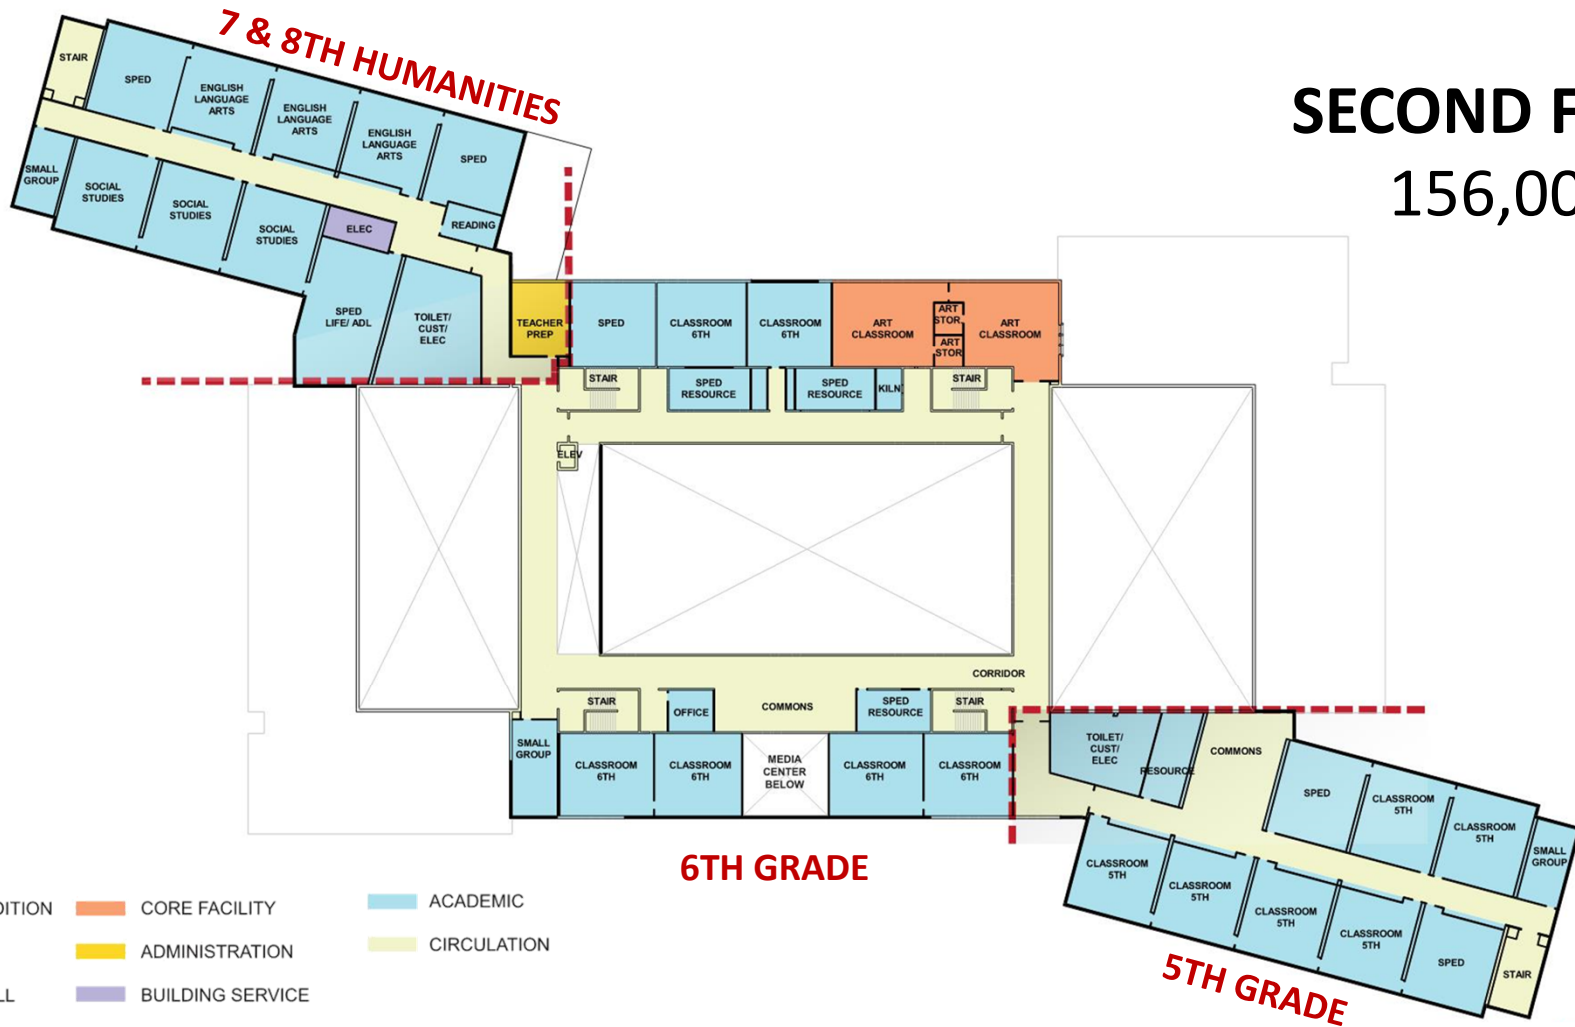 7 & 8TH HUMANITIES
SECOND F
156,00
STAIR
SPED
ENGLISH
LANGUAGE
ARTS
ENGLISH
LANGUAGE
ARTS
ENGLISH
LANGUAGE
ARTS
SPED
SMALL
GROUP
SOCIAL
STUDIES
SOCIAL
STUDIES
SOCIAL
STUDIES
ELEC
READING
SPED
LIFE/ ADL
TOILET/
CUST/
ELEC
TEACHER
PREP
SPED
CLASSROOM
6TH
CLASSROOM
6TH
ART
CLASSROOM
ART
STOR
ART
STOR
ART
CLASSROOM
STAIR
SPED
RESOURCE
SPED
RESOURCE
KILN
STAIR
ELEV
CORRIDOR
STAIR
OFFICE
COMMONS
SPED
RESOURCE
STAIR
SMALL
GROUP
CLASSROOM
6TH
CLASSROOM
6TH
MEDIA
CENTER
BELOW
CLASSROOM
6TH
CLASSROOM
6TH
TOILET/
CUST/
ELEC
RESOURCE
COMMONS
SPED
CLASSROOM
5TH
CLASSROOM
5TH
SMALL
GROUP
CLASSROOM
5TH
CLASSROOM
5TH
CLASSROOM
5TH
CLASSROOM
5TH
SPED
STAIR
6TH GRADE
5TH GRADE
DITION
CORE FACILITY
ACADEMIC
ADMINISTRATION
CIRCULATION
LL
BUILDING SERVICE